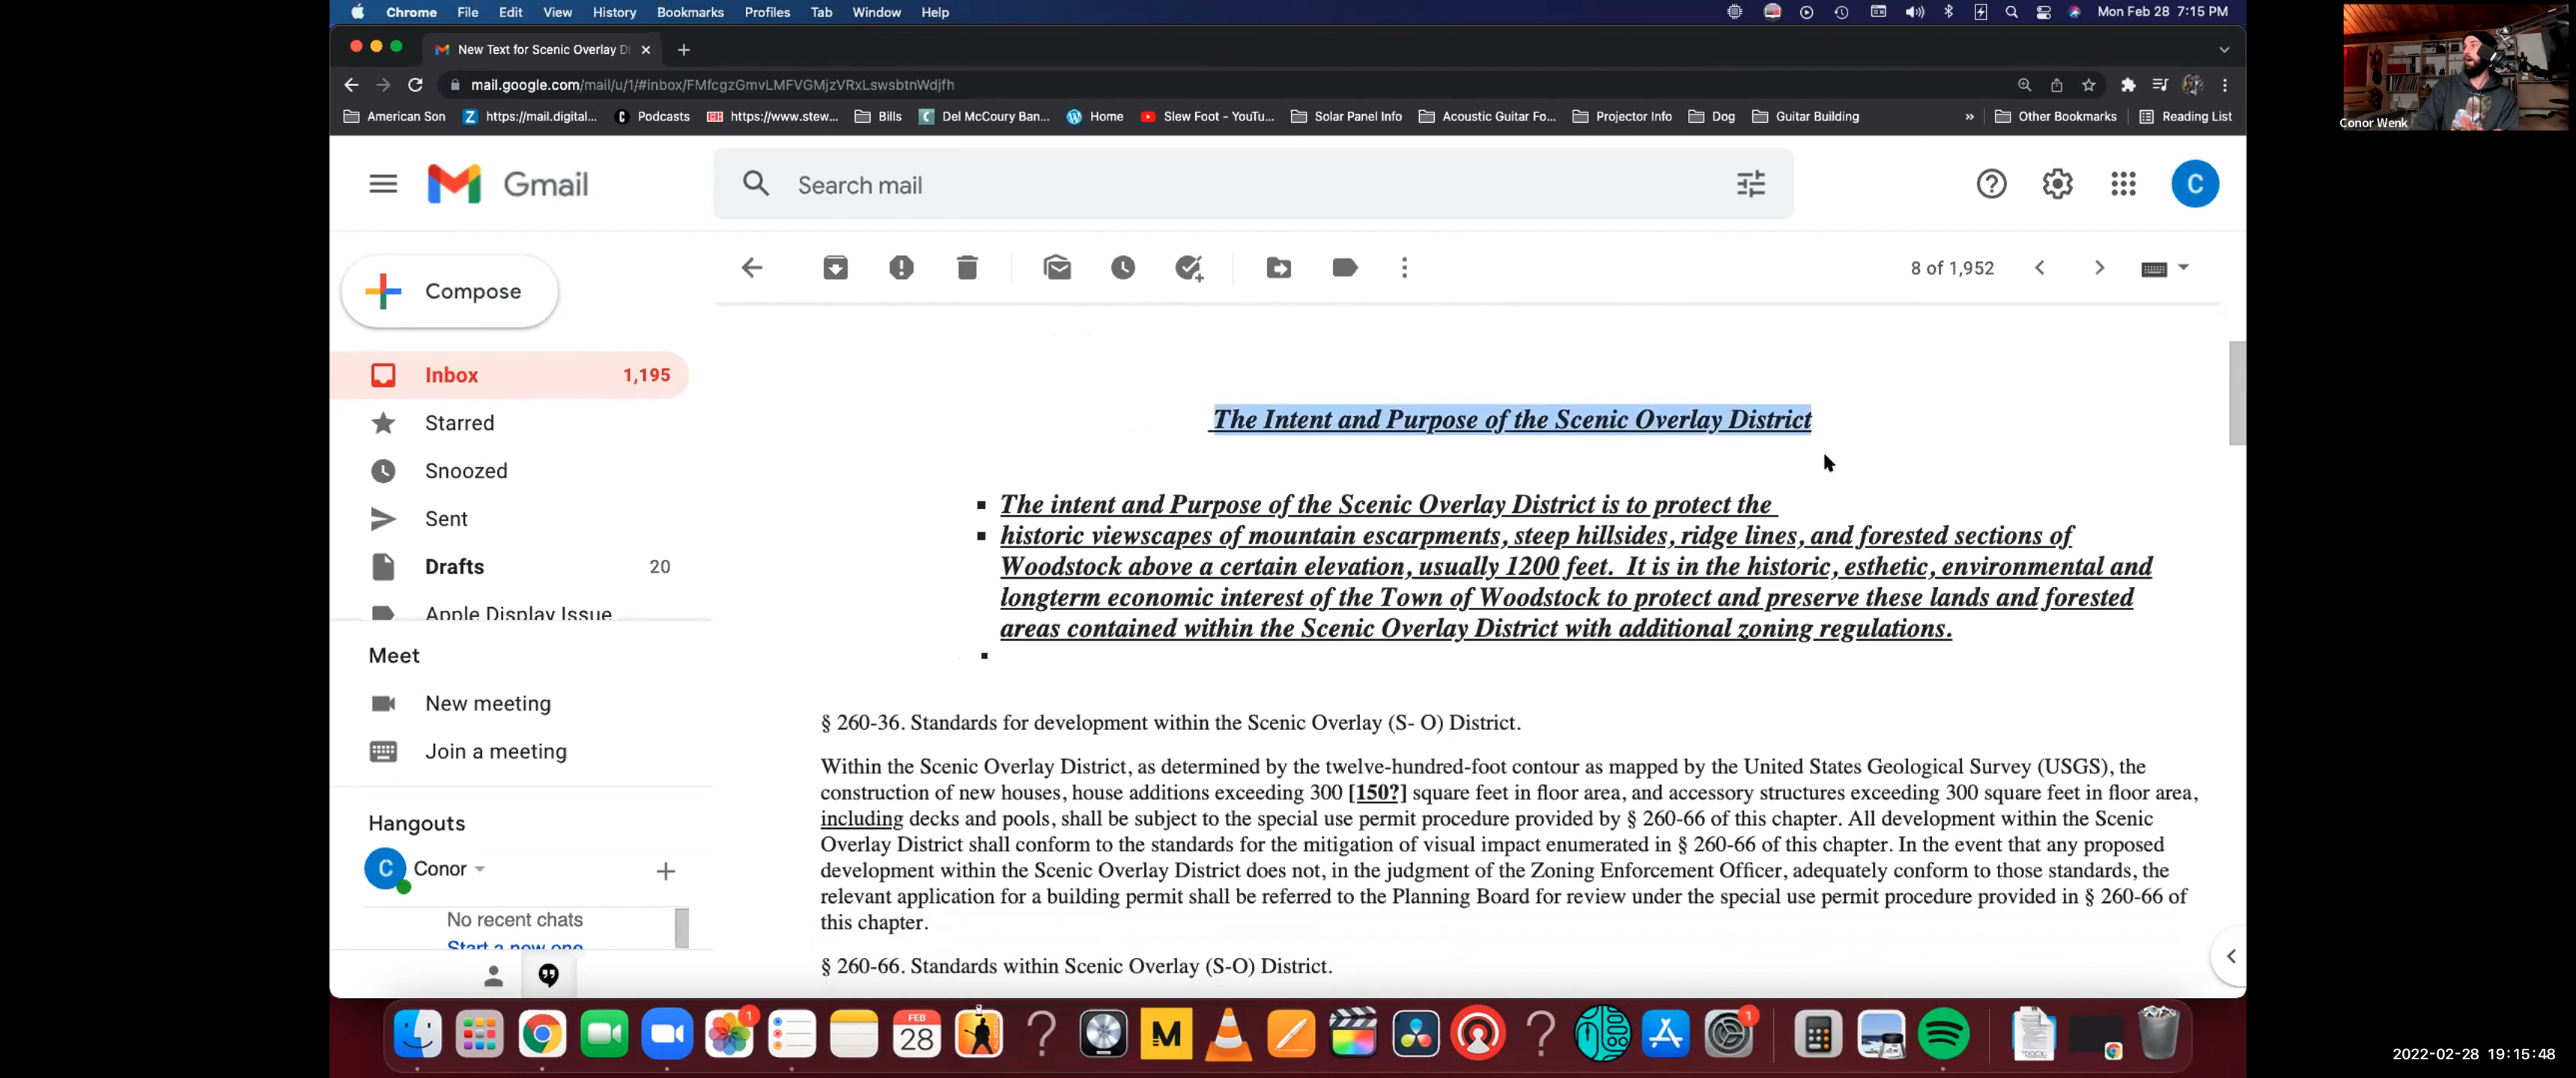 Chrome File Edit View History Bookmarks Profiles Tab Window Help Mon Feb 28 7:15 PM
New Text for Scenic Overlay Di
mail.google.com/mail/u/1/#inbox/FMfcgzGmvLMFVGMjzVRxLswsbtnWdjfh
American Son https://mail.digital... Podcasts https://www.stew... Bills Del McCoury Ban... Home Slew Foot - YouTu... Solar Panel Info Acoustic Guitar Fo... Projector Info Dog Guitar Building » Other Bookmarks Reading List
Conor Wenk
Gmail Search mail C
Compose 8 of 1,952
Inbox 1,195
Starred
Snoozed
Sent
Drafts 20
Apple Display Issue
Meet
New meeting
Join a meeting
Hangouts
C Conor
No recent chats
Start a new one
The Intent and Purpose of the Scenic Overlay District
The intent and Purpose of the Scenic Overlay District is to protect the
historic viewscapes of mountain escarpments, steep hillsides, ridge lines, and forested sections of
Woodstock above a certain elevation, usually 1200 feet. It is in the historic, esthetic, environmental and
longterm economic interest of the Town of Woodstock to protect and preserve these lands and forested
areas contained within the Scenic Overlay District with additional zoning regulations.
§ 260-36. Standards for development within the Scenic Overlay (S- O) District.
Within the Scenic Overlay District, as determined by the twelve-hundred-foot contour as mapped by the United States Geological Survey (USGS), the
construction of new houses, house additions exceeding 300 [150?] square feet in floor area, and accessory structures exceeding 300 square feet in floor area,
including decks and pools, shall be subject to the special use permit procedure provided by § 260-66 of this chapter. All development within the Scenic
Overlay District shall conform to the standards for the mitigation of visual impact enumerated in § 260-66 of this chapter. In the event that any proposed
development within the Scenic Overlay District does not, in the judgment of the Zoning Enforcement Officer, adequately conform to those standards, the
relevant application for a building permit shall be referred to the Planning Board for review under the special use permit procedure provided in § 260-66 of
this chapter.
§ 260-66. Standards within Scenic Overlay (S-O) District.
1 FEB 28 1
2022-02-28 19:15:48